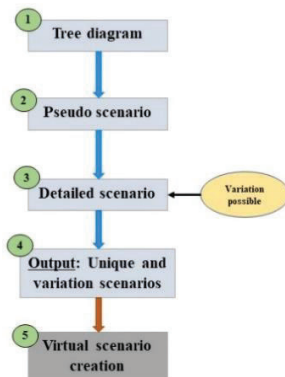 1
Tree diagram
2
Pseudo scenario
3
Detailed scenario
Variation
possible
4
Output: Unique and
variation scenarios
5
Virtual scenario
creation